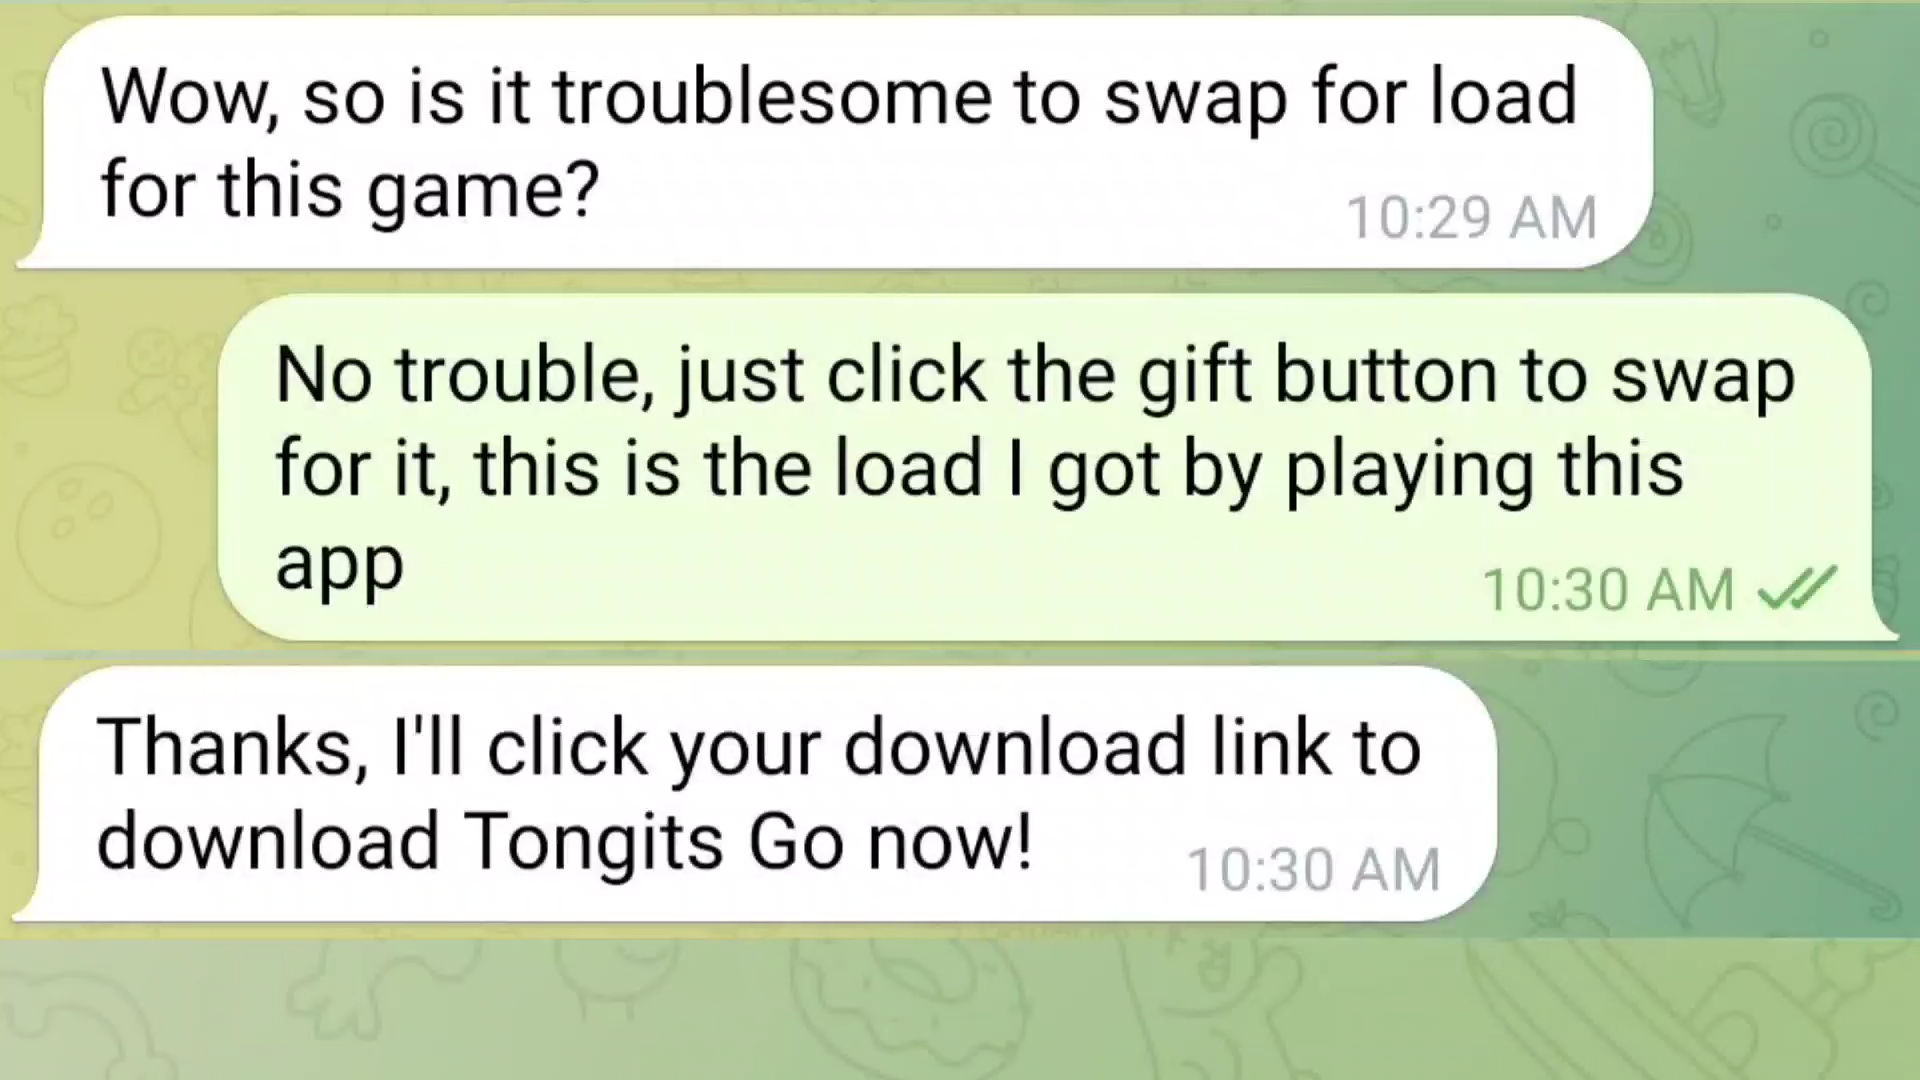 Wow, so is it troublesome to swap for load
for this game?
10:29 AM
No trouble, just click the gift button to swap
for it, this is the load I got by playing this
app
10:30 AM
Thanks, I'll click your download link to
download Tongits Go now!
10:30 AM